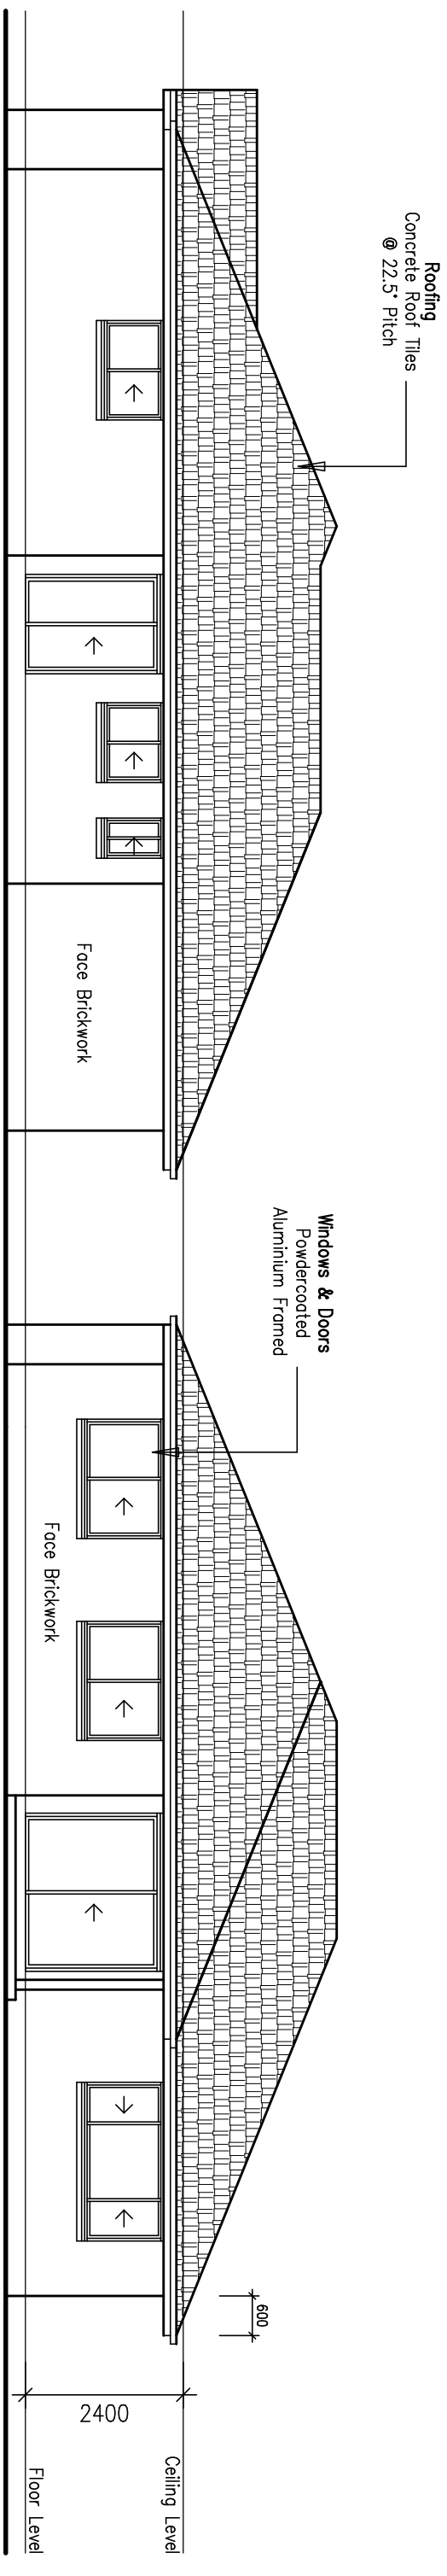 Roofing
Concrete Roof Tiles
@ 22.5° Pitch
Face Brickwork
Windows & Doors
Powdercoated
Aluminium Framed
Face Brickwork
600
2400
Ceiling Level
Floor Level